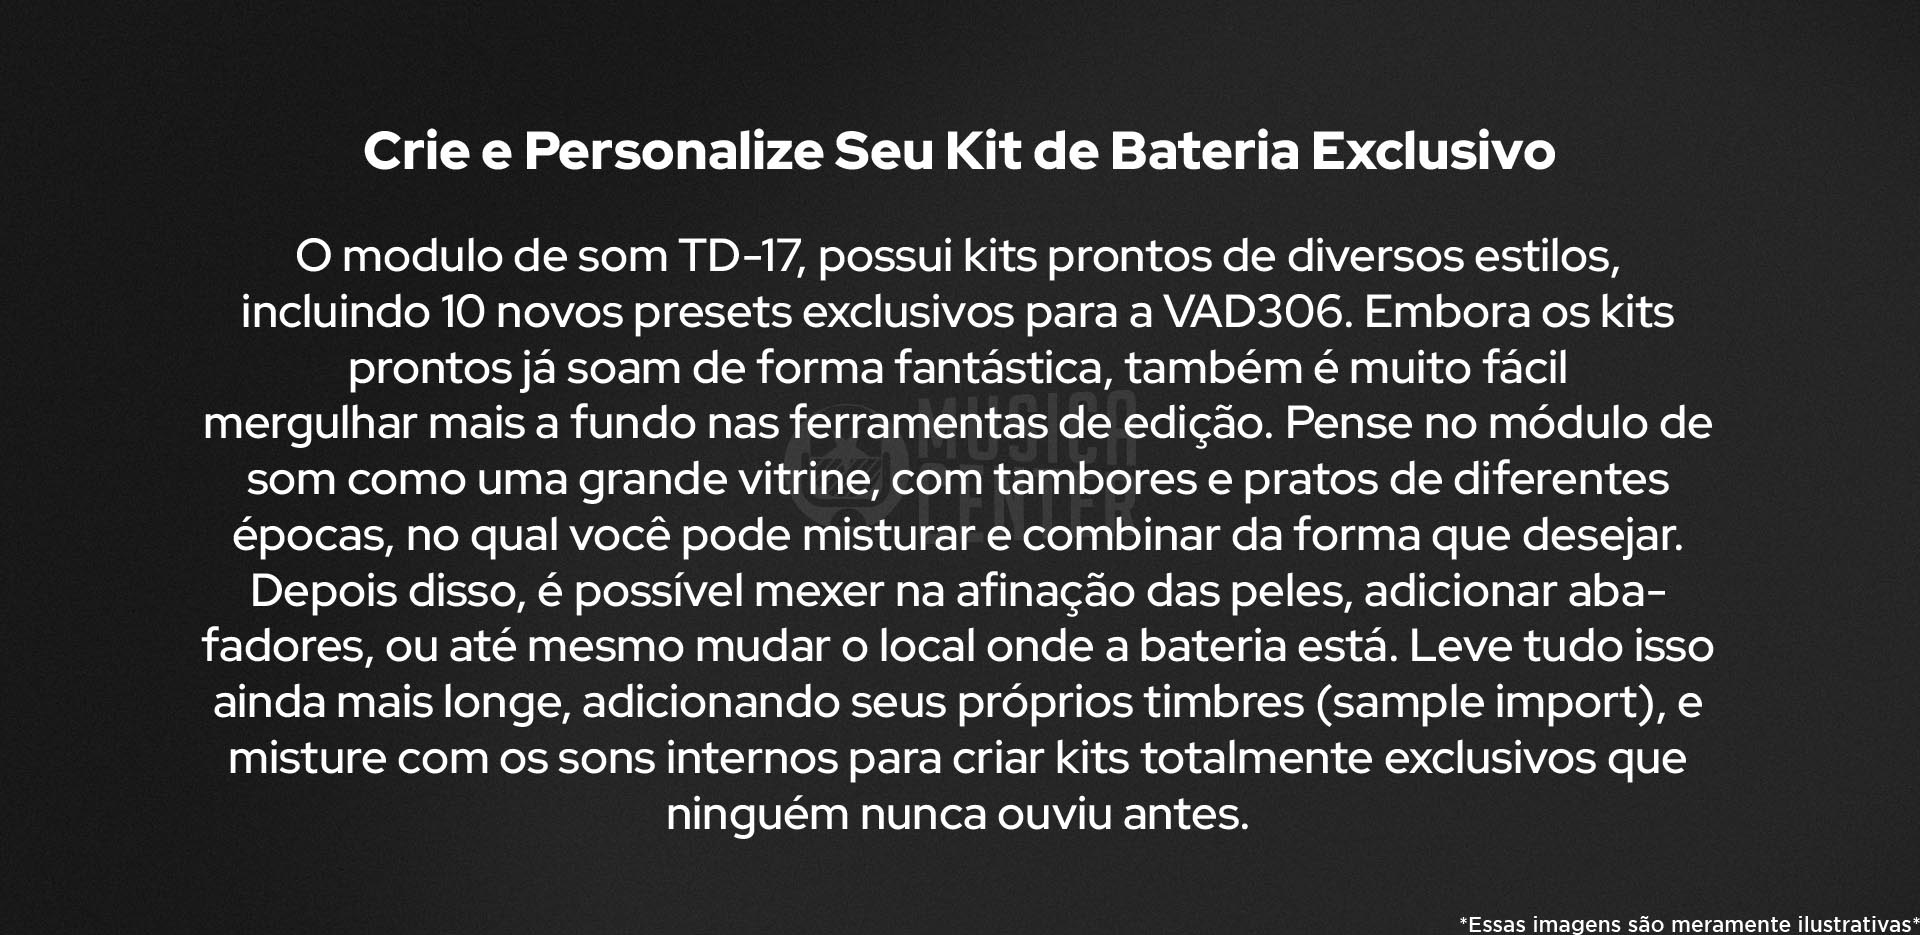 Crie e Personalize Seu Kit de Bateria Exclusivo
O modulo de som TD-17, possui kits prontos de diversos estilos,
incluindo 10 novos presets exclusivos para a VAD306. Embora os kits
prontos já soam de forma fantástica, também é muito fácil
mergulhar mais a fundo nas ferramentas de edição. Pense no módulo de
som como uma grande vitrine, com tambores e pratos de diferentes
épocas, no qual você pode misturar e combinar da forma que desejar.
Depois disso, é possível mexer na afinação das peles, adicionar aba-
fadores, ou até mesmo mudar o local onde a bateria está. Leve tudo isso
ainda mais longe, adicionando seus próprios timbres (sample import), e
misture com os sons internos para criar kits totalmente exclusivos que
ninguém nunca ouviu antes.
MUSICA
CENTER
*Essas imagens são meramente ilustrativas*